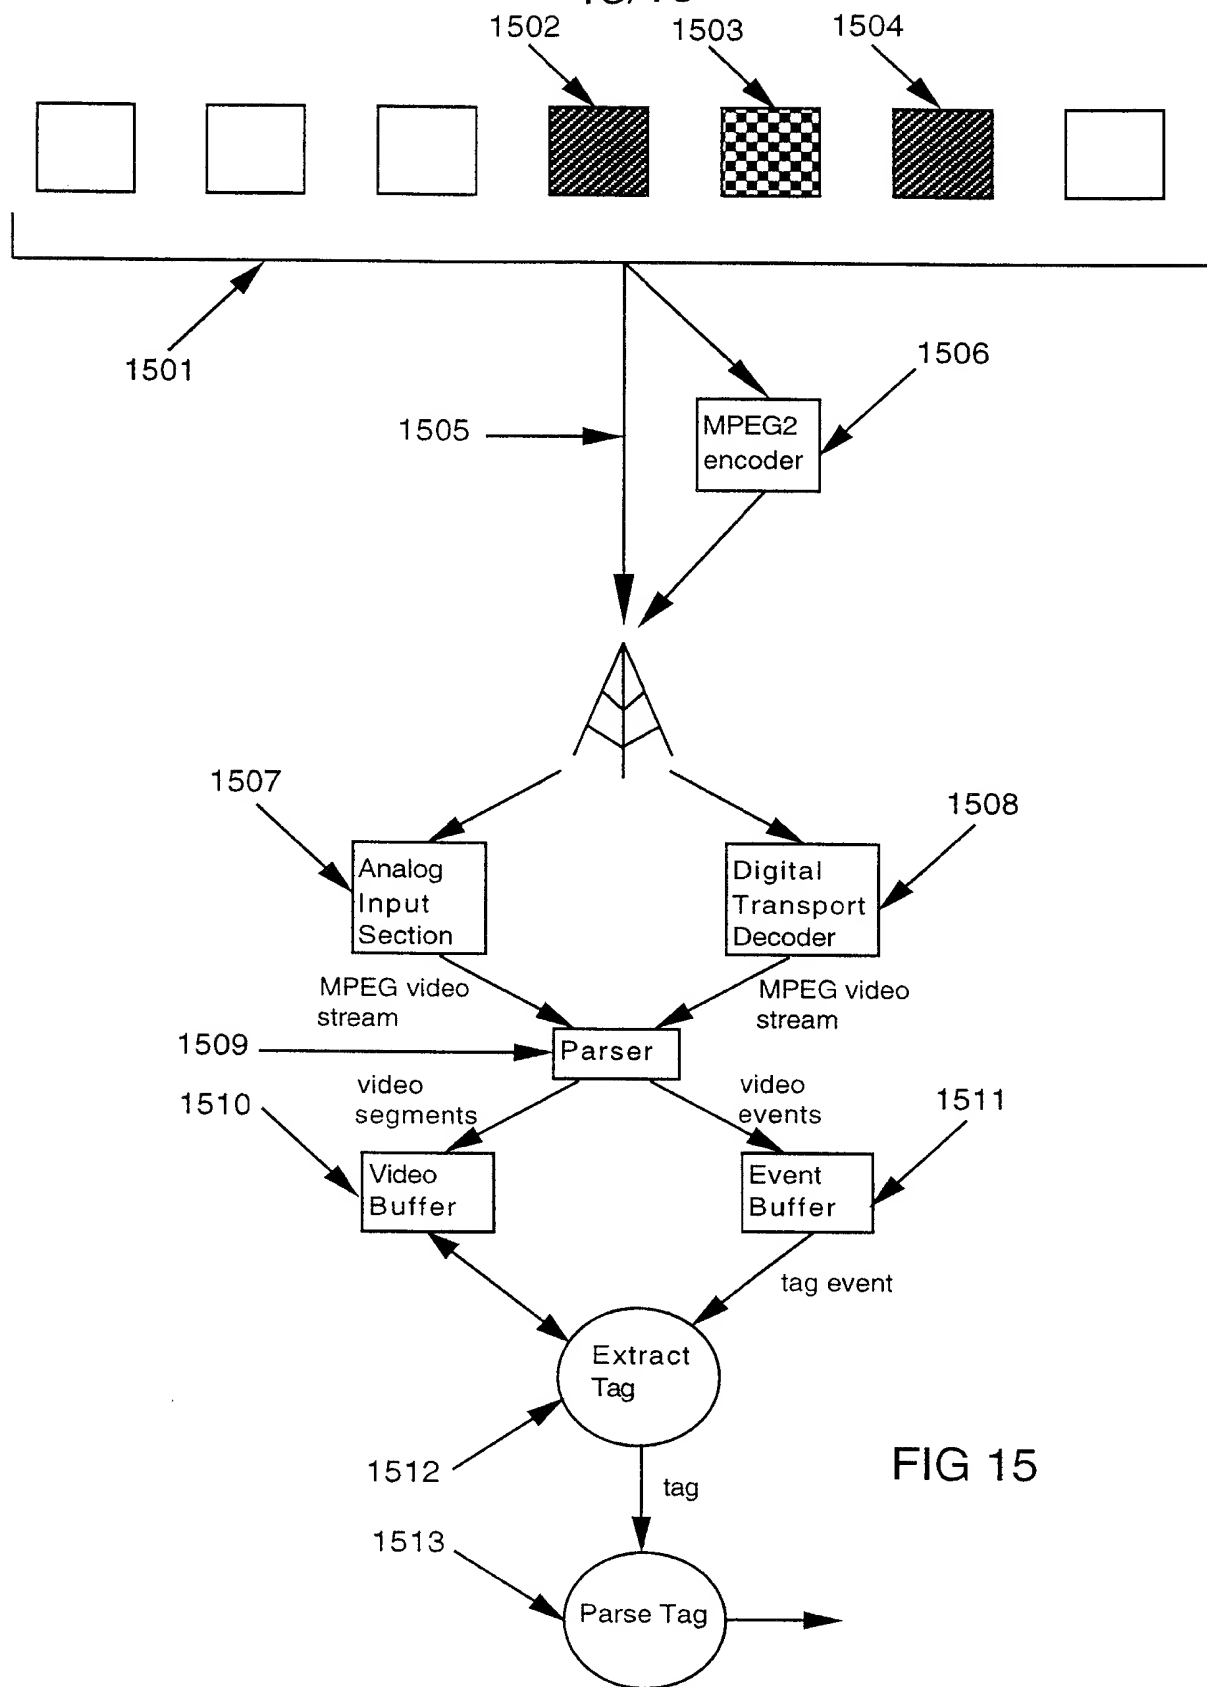 1502
1503
1504
1501
1506
1505
MPEG2
encoder
1507
1508
Analog
Input
Section
Digital
Transport
Decoder
MPEG video
stream
MPEG video
stream
1509
Parser
video
segments
video
events
1510
1511
Video
Buffer
Event
Buffer
tag event
Extract
Tag
1512
FIG 15
tag
1513
Parse Tag